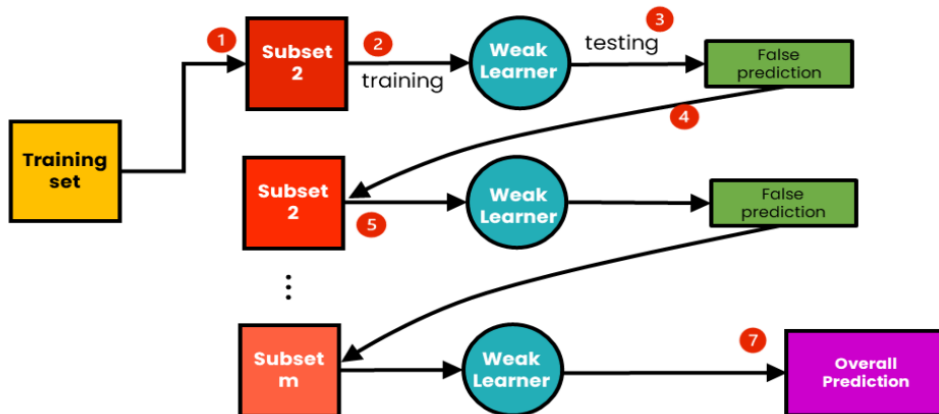 1
Subset
2
2
training
Weak
Learner
3
testing
False
prediction
4
Training
set
Subset
2
5
Weak
Learner
False
prediction
Subset
m
Weak
Learner
7
Overall
Prediction